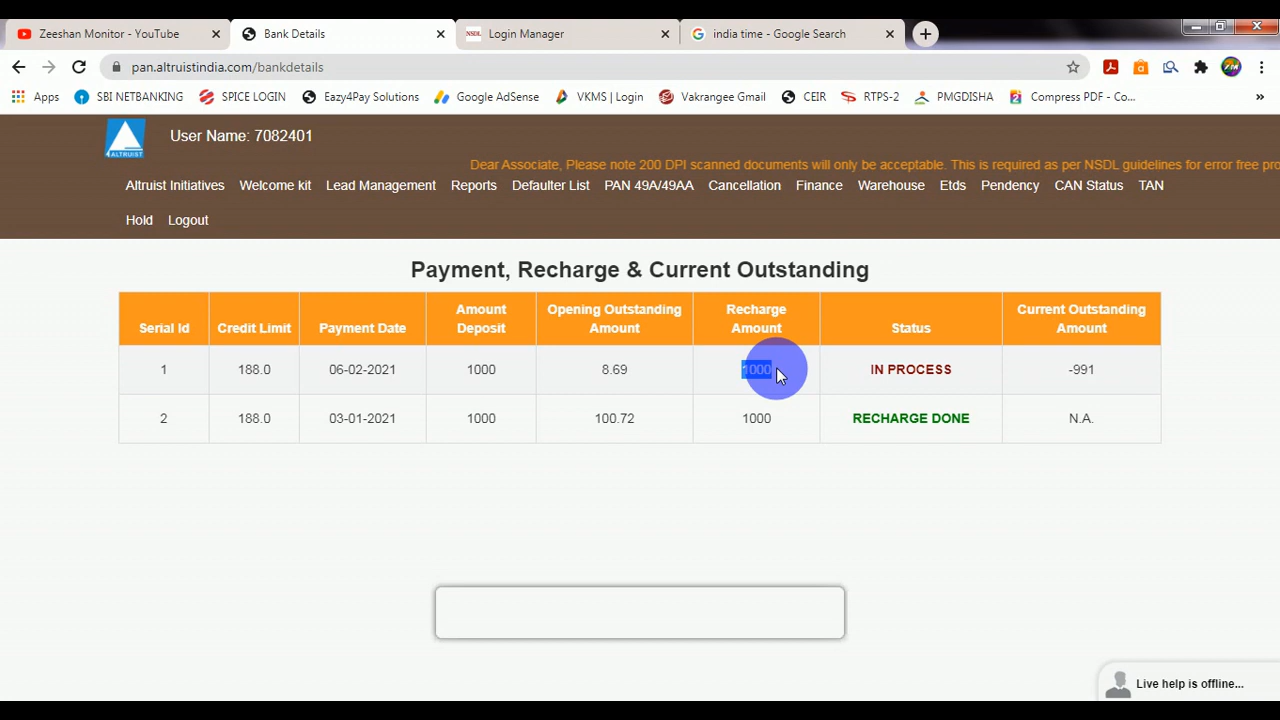 Zeeshan Monitor - YouTube
Bank Details
NSDL Login Manager
india time - Google Search
pan.altruistindia.com/bankdetails
Apps SBI NETBANKING SPICE LOGIN Eazy4Pay Solutions Google AdSense VKMS | Login Vakrangee Gmail CEIR RTPS-2 PMGDISHA Compress PDF - Co... »
ALTRUIST
User Name: 7082401
Dear Associate, Please note 200 DPI scanned documents will only be acceptable. This is required as per NSDL guidelines for error free pro
Altruist Initiatives Welcome kit Lead Management Reports Defaulter List PAN 49A/49AA Cancellation Finance Warehouse Etds Pendency CAN Status TAN
Hold Logout
Payment, Recharge & Current Outstanding
Serial Id Credit Limit Payment Date Amount Deposit Opening Outstanding Amount Recharge Amount Status Current Outstanding Amount
1 188.0 06-02-2021 1000 8.69 1000 IN PROCESS -991
2 188.0 03-01-2021 1000 100.72 1000 RECHARGE DONE N.A.
Live help is offline...